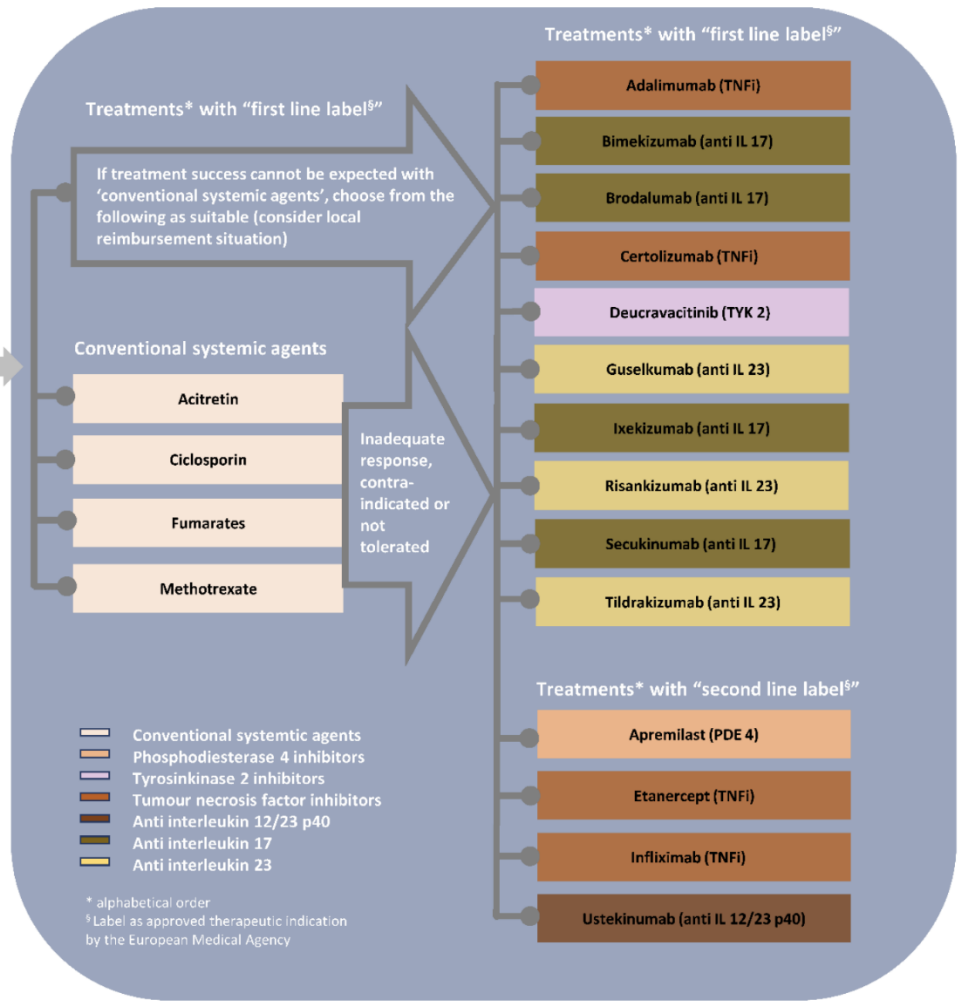 Treatments* with “first line label§”
If treatment success cannot be expected with
‘conventional systemic agents’, choose from the
following as suitable (consider local
reimbursement situation)
Conventional systemic agents
Acitretin
Ciclosporin
Fumarates
Methotrexate
Inadequate
response,
contra-
indicated or
not
tolerated
Treatments* with “first line label§”
Adalimumab (TNFi)
Bimekizumab (anti IL 17)
Brodalumab (anti IL 17)
Certolizumab (TNFi)
Deucravacitinib (TYK 2)
Guselkumab (anti IL 23)
Ixekizumab (anti IL 17)
Risankizumab (anti IL 23)
Secukinumab (anti IL 17)
Tildrakizumab (anti IL 23)
Treatments* with “second line label§”
Apremilast (PDE 4)
Etanercept (TNFi)
Infliximab (TNFi)
Ustekinumab (anti IL 12/23 p40)
Conventional systemtic agents
Phosphodiesterase 4 inhibitors
Tyrosinkinase 2 inhibitors
Tumour necrosis factor inhibitors
Anti interleukin 12/23 p40
Anti interleukin 17
Anti interleukin 23
* alphabetical order
§ Label as approved therapeutic indication
by the European Medical Agency